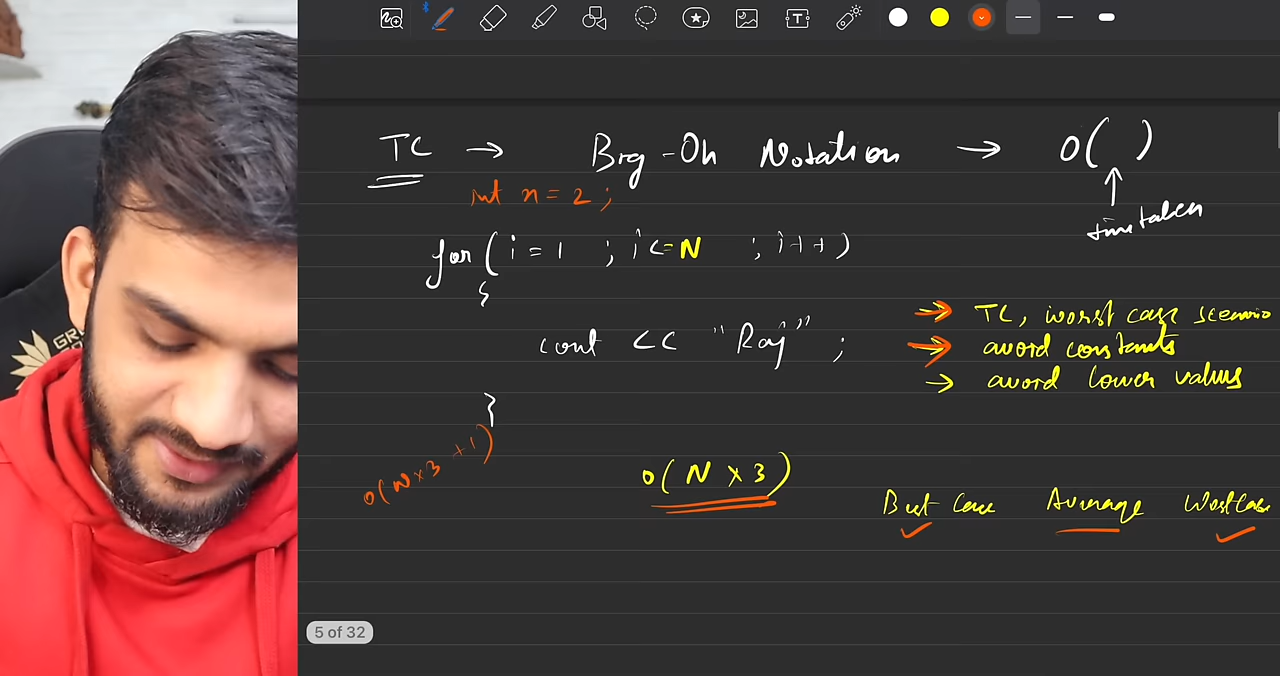 TC → Big-Oh Notation → O( )
int n = 2 ;
↑
time taken
for ( i = 1 ; i <= N ; i++ )
{
cout << "Raj" ;
}
→ TC, worst case scenario
→ avoid constants
→ avoid lower values
O(N×3 +1)
O( N × 3 )
Best Case Average Worst Case
5 of 32